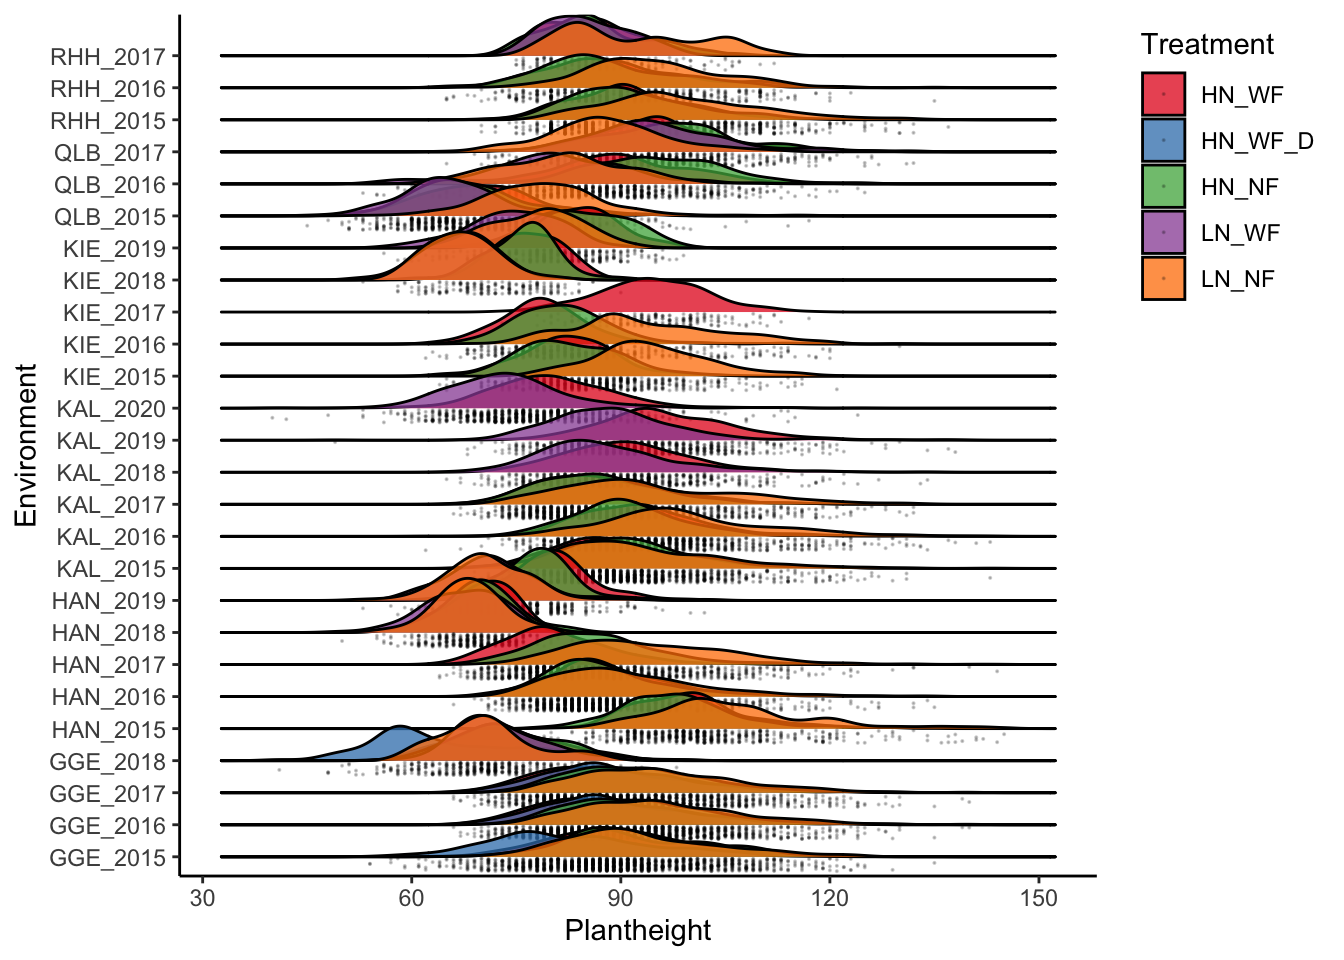 Treatment
HN_WF
HN_WF_D
HN_NF
LN_WF
LN_NF
Environment
RHH_2017
RHH_2016
RHH_2015
QLB_2017
QLB_2016
QLB_2015
KIE_2019
KIE_2018
KIE_2017
KIE_2016
KIE_2015
KAL_2020
KAL_2019
KAL_2018
KAL_2017
KAL_2016
KAL_2015
HAN_2019
HAN_2018
HAN_2017
HAN_2016
HAN_2015
GGE_2018
GGE_2017
GGE_2016
GGE_2015
30 60 90 120 150
Plantheight